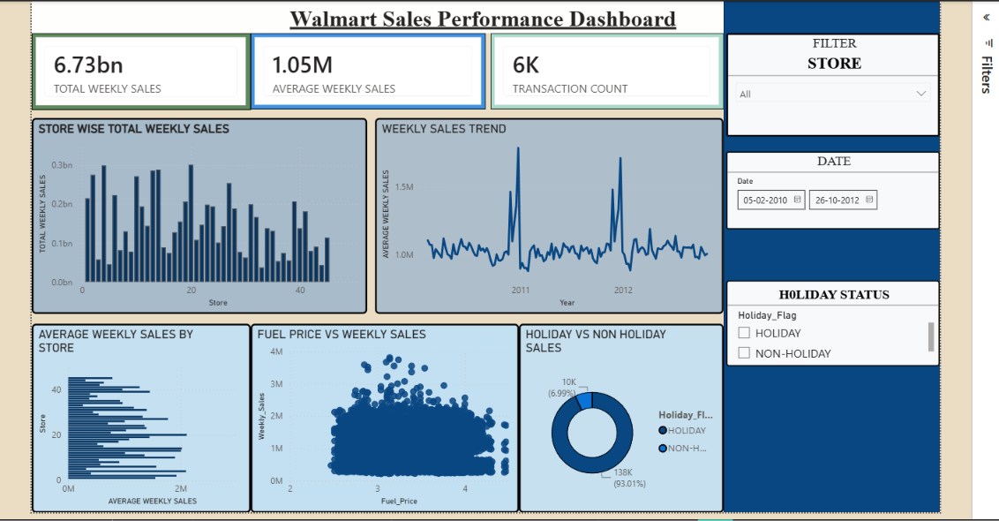 Walmart Sales Performance Dashboard
6.73bn
TOTAL WEEKLY SALES
1.05M
AVERAGE WEEKLY SALES
6K
TRANSACTION COUNT
FILTER
STORE
All
Filters
DATE
Date
05-02-2010
26-10-2012
H0LIDAY STATUS
Holiday_Flag
HOLIDAY
NON-HOLIDAY
STORE WISE TOTAL WEEKLY SALES
TOTAL WEEKLY SALES
0.3bn
0.2bn
0.1bn
0.0bn
0
20
40
Store
WEEKLY SALES TREND
AVERAGE WEEKLY SALES
1.5M
1.0M
2011
2012
Year
AVERAGE WEEKLY SALES BY
STORE
Store
40
20
0
0M
2M
AVERAGE WEEKLY SALES
FUEL PRICE VS WEEKLY SALES
Weekly_Sales
4M
3M
2M
1M
0M
2
3
4
Fuel_Price
HOLIDAY VS NON HOLIDAY
SALES
10K
(6.99%)
138K
(93.01%)
Holiday_Fl...
HOLIDAY
NON-H...